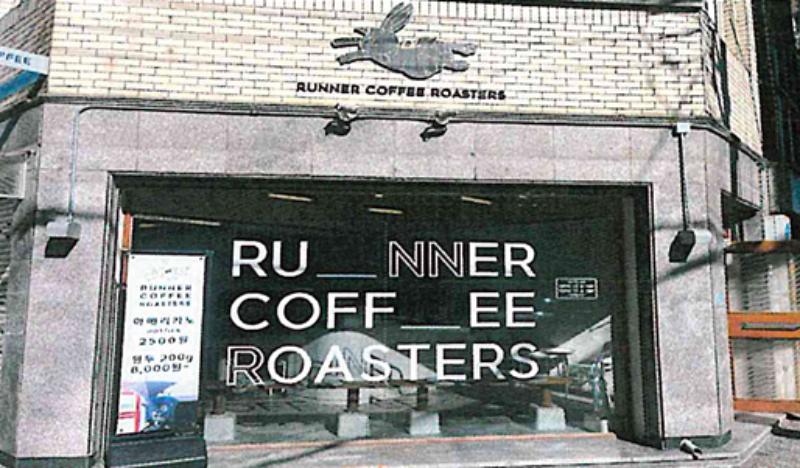 RUNNER COFFEE ROASTERS
RU__NNER
COFF__EE
ROASTERS
RUNNER
COFFEE
ROASTERS
아메리카노
2500원
원두 200g
8,000원~